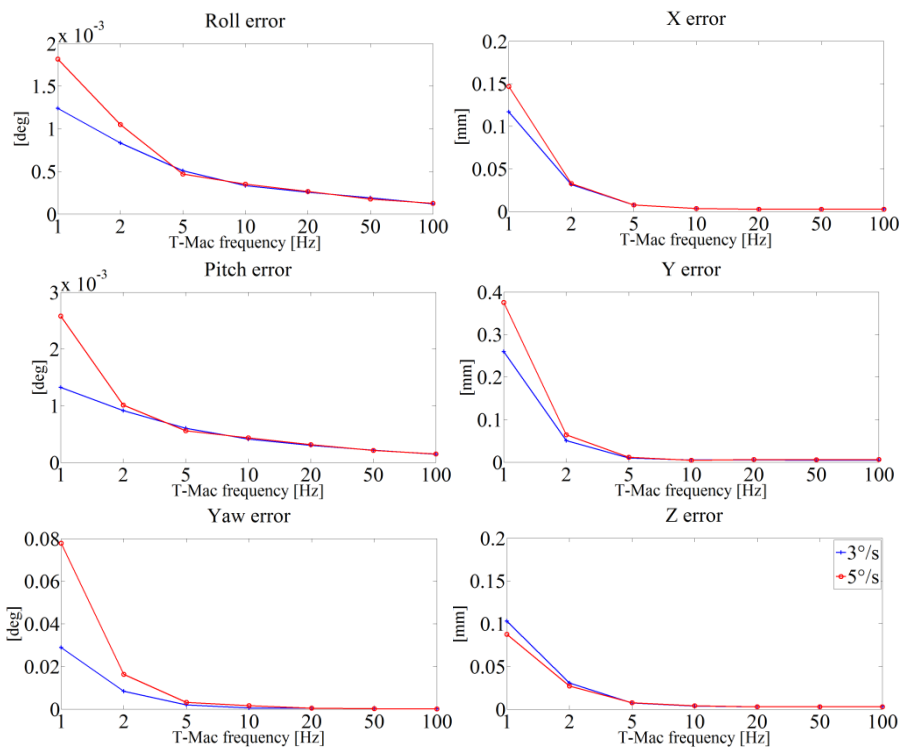 Roll error
2 x 10^-3
1.5
1
0.5
0
[deg]
1 2 5 10 20 50 100
T-Mac frequency [Hz]
X error
0.2
0.15
0.1
0.05
0
[mm]
1 2 5 10 20 50 100
T-Mac frequency [Hz]
Pitch error
3 x 10^-3
2
1
0
[deg]
1 2 5 10 20 50 100
T-Mac frequency [Hz]
Y error
0.4
0.3
0.2
0.1
0
[mm]
1 2 5 10 20 50 100
T-Mac frequency [Hz]
Yaw error
0.08
0.06
0.04
0.02
0
[deg]
1 2 5 10 20 50 100
T-Mac frequency [Hz]
Z error
0.2
0.15
0.1
0.05
0
[mm]
3°/s
5°/s
1 2 5 10 20 50 100
T-Mac frequency [Hz]